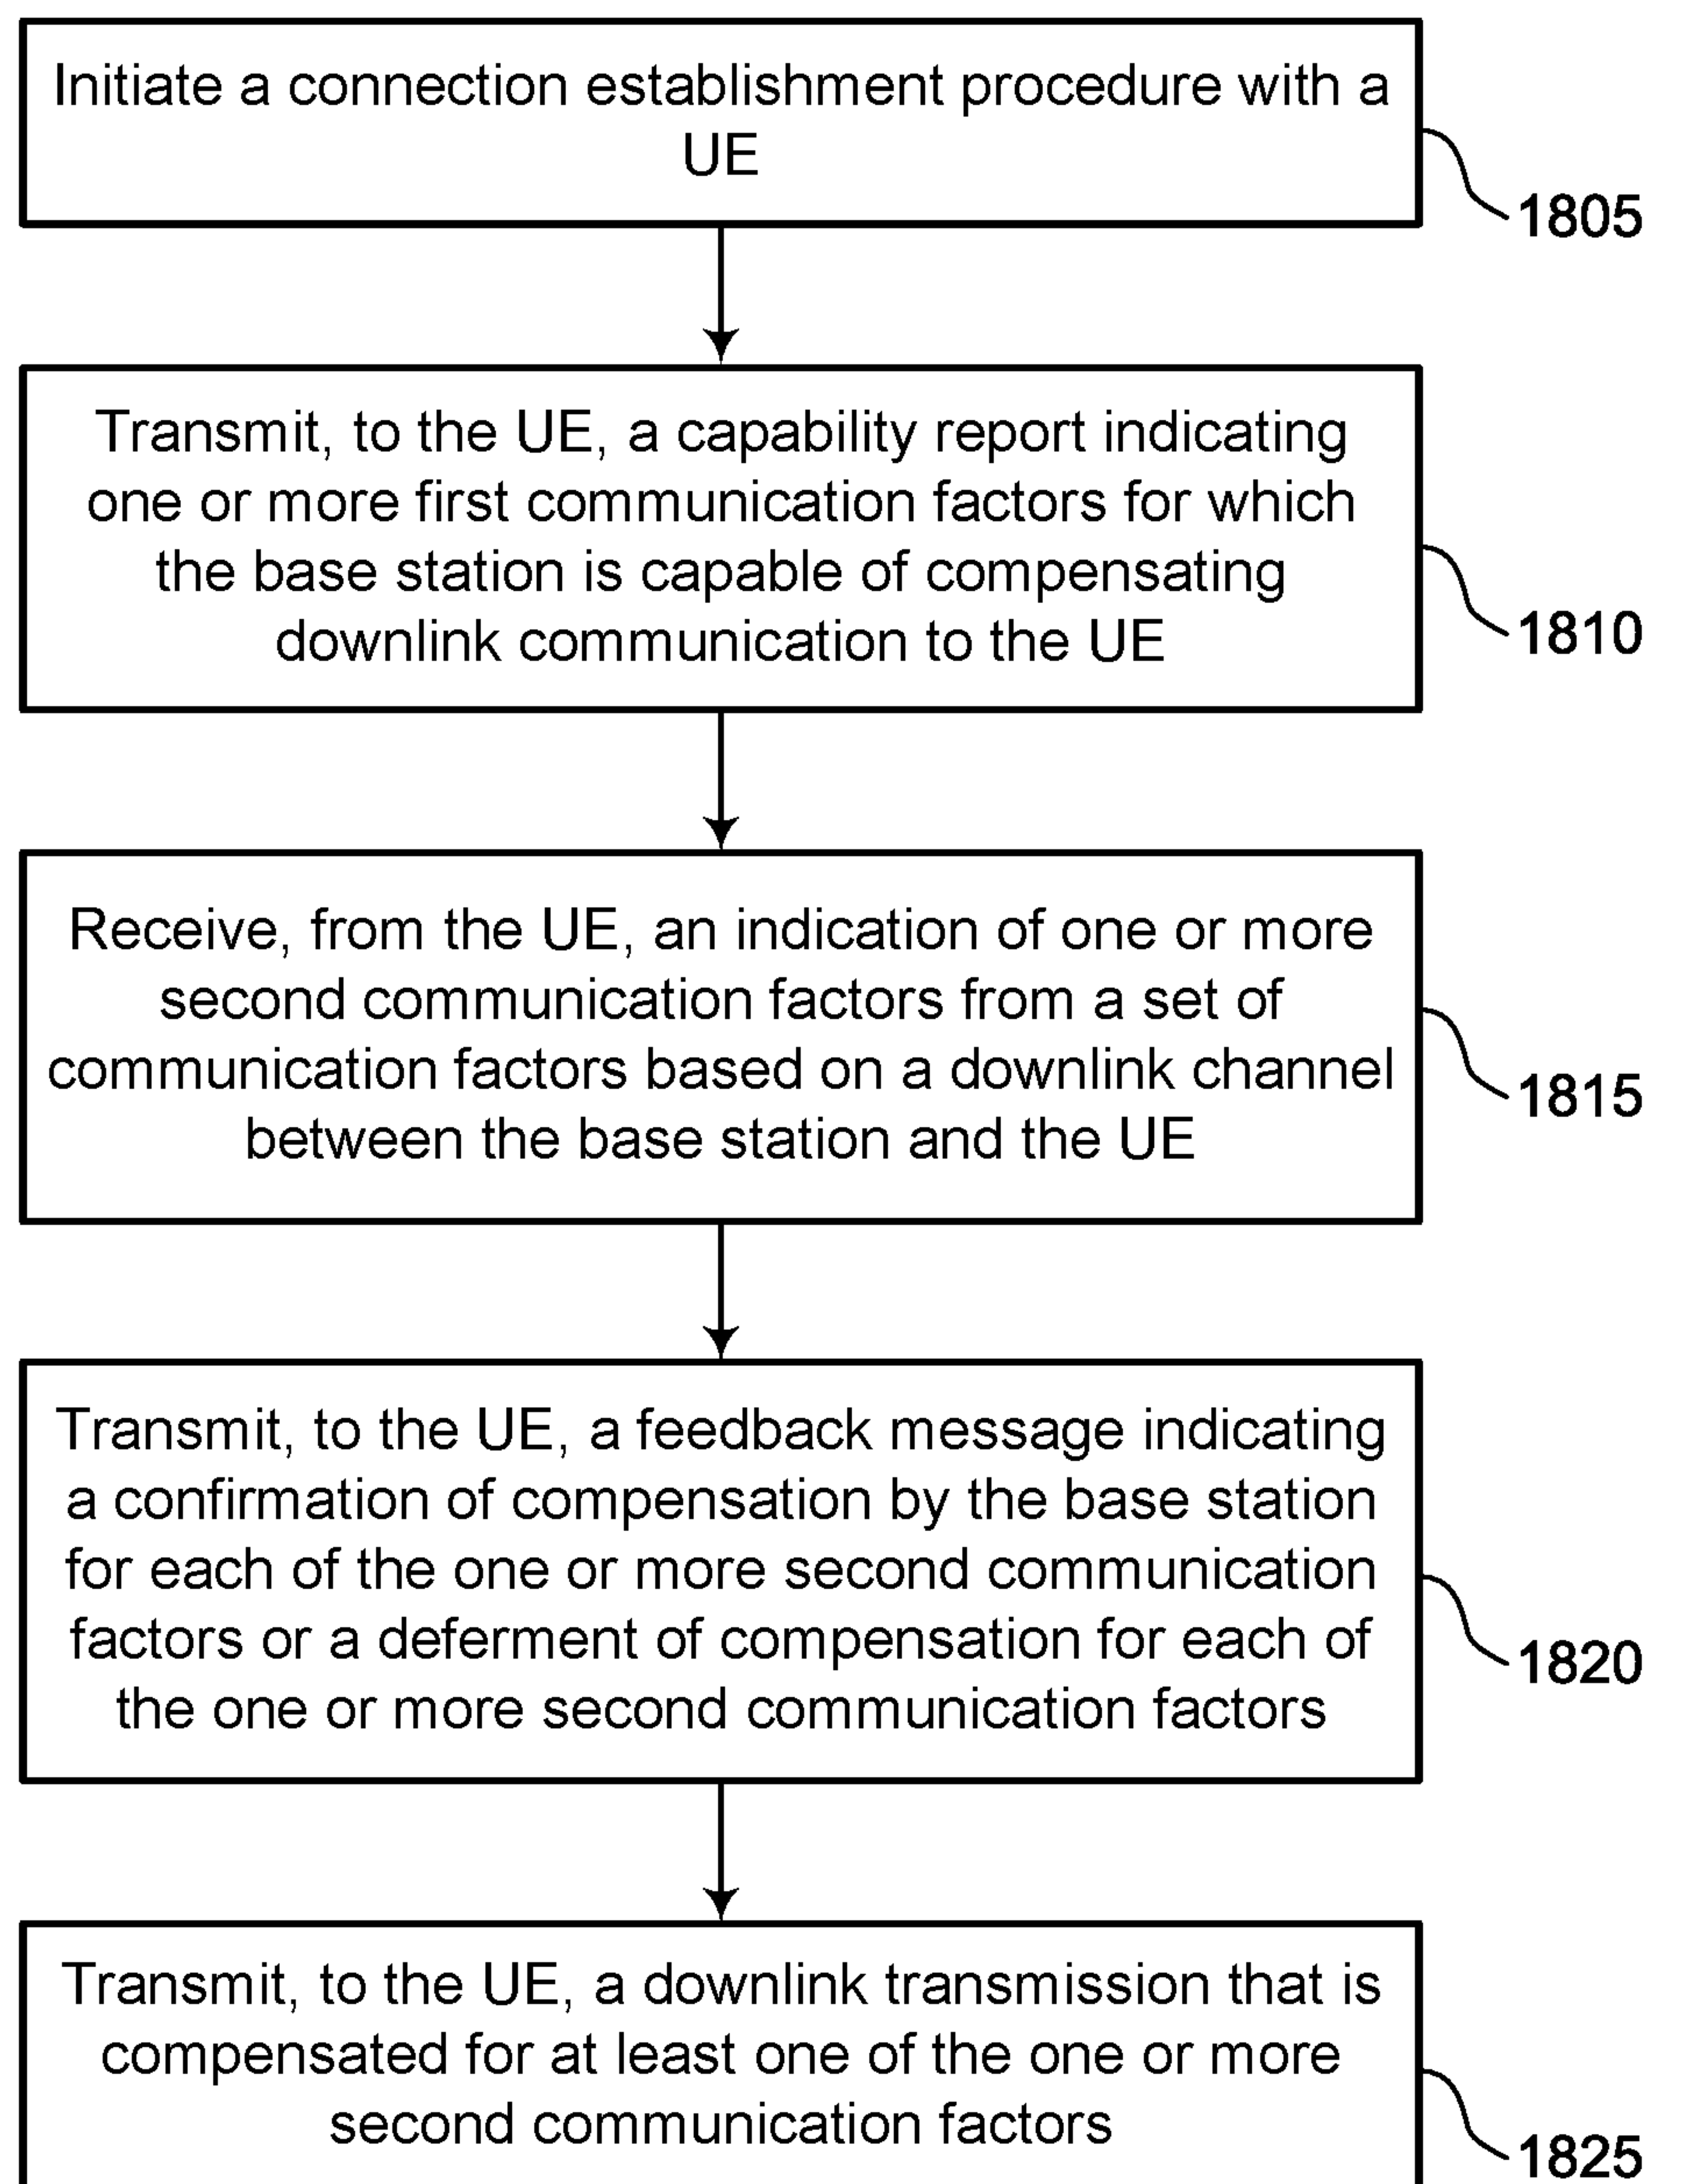 Initiate a connection establishment procedure with a
UE
1805
Transmit, to the UE, a capability report indicating
one or more first communication factors for which
the base station is capable of compensating
downlink communication to the UE
1810
Receive, from the UE, an indication of one or more
second communication factors from a set of
communication factors based on a downlink channel
between the base station and the UE
1815
Transmit, to the UE, a feedback message indicating
a confirmation of compensation by the base station
for each of the one or more second communication
factors or a deferment of compensation for each of
the one or more second communication factors
1820
Transmit, to the UE, a downlink transmission that is
compensated for at least one of the one or more
second communication factors
1825